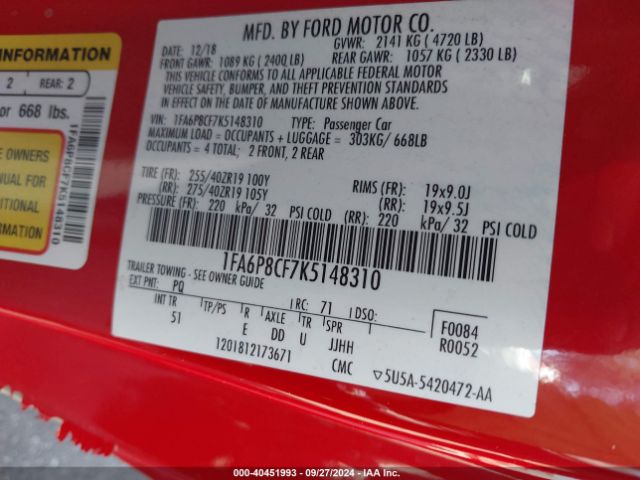 MFD. BY FORD MOTOR CO.
DATE: 12/18
GVWR: 2141 KG ( 4720 LB)
FRONT GAWR: 1089 KG ( 2400 LB)
REAR GAWR: 1057 KG ( 2330 LB)
THIS VEHICLE CONFORMS TO ALL APPLICABLE FEDERAL MOTOR
VEHICLE SAFETY, BUMPER, AND THEFT PREVENTION STANDARDS
IN EFFECT ON THE DATE OF MANUFACTURE SHOWN ABOVE.
VIN: 1FA6P8CF7K5148310 TYPE: Passenger Car
MAXIMUM LOAD = OCCUPANTS + LUGGAGE = 303KG/ 668LB
OCCUPANTS = 4 TOTAL; 2 FRONT, 2 REAR
TIRE (FR): 255/40ZR19 100Y RIMS (FR): 19x9.0J
(RR): 275/40ZR19 105Y (RR): 19x9.5J
PRESSURE (FR): 220 kPa/ 32 PSI COLD (RR): 220 kPa/ 32 PSI COLD
1FA6P8CF7K5148310
TRAILER TOWING - SEE OWNER GUIDE
EXT PNT: PQ RC: 71 DSO:
INT TR TP/PS R AXLE TR SPR
51 E DD U JJHH
F0084
R0052
1201812173671 CMC
5U5A-5420472-AA
INFORMATION
2 REAR: 2
or 668 lbs.
E OWNERS
NUAL FOR
DITIONAL
ORMATION
1FA6P8CF7K5148310
000-40451993 - 09/27/2024 - IAA Inc.